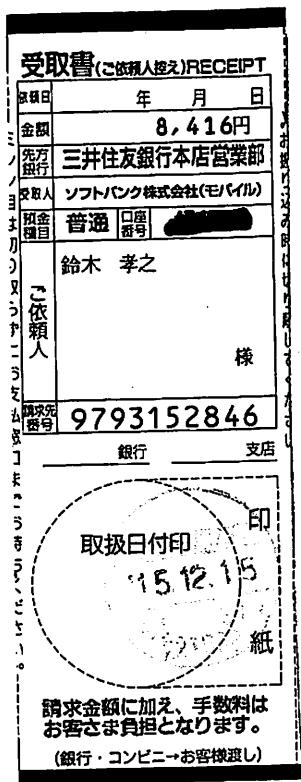 受取書(ご依頼人控え)RECEIPT
依頼日 年 月 日
金額 8,416円
先方銀行 三井住友銀行本店営業部
受取人 ソフトバンク株式会社(モバイル)
預金種目 普通 口座番号
ご依頼人 鈴木 孝之 様
請求先番号 9793152846
銀行 支店
取扱日付印
印
紙
'15.12.15
請求金額に加え、手数料は
お客さま負担となります。
(銀行・コンビニ→お客様渡し)